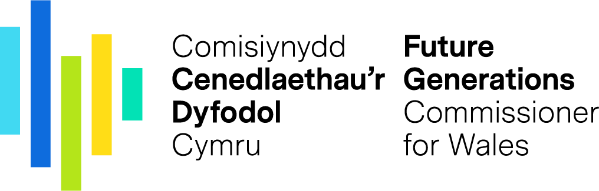 Comisiynydd
Cenedlaethau'r
Dyfodol
Cymru
Future
Generations
Commissioner
for Wales